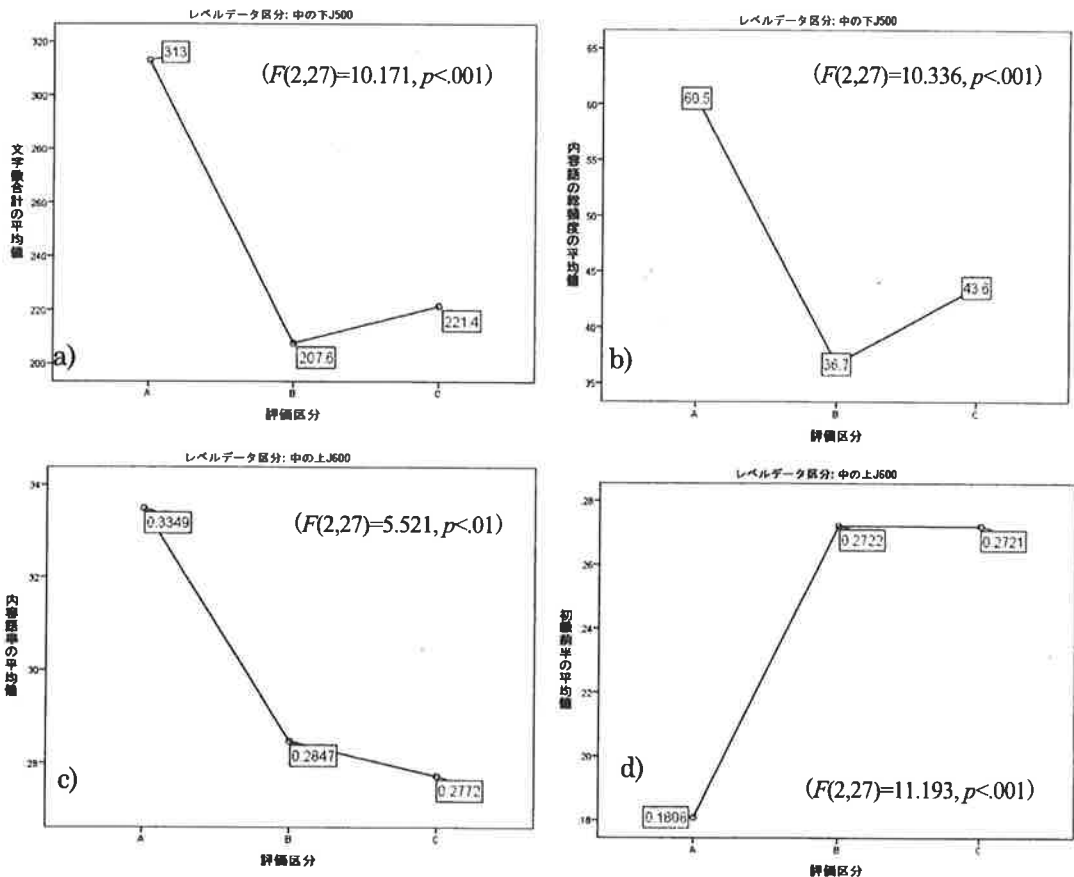 レベルデータ区分: 中の下J500
(F(2,27)=10.171, p<.001)
313
207.6
221.4
320
300
280
260
240
220
200
文字数合計の平均値
a)
A
B
C
評価区分
レベルデータ区分: 中の下J500
(F(2,27)=10.336, p<.001)
60.5
36.7
43.6
65
60
55
50
45
40
35
内容語の総頻度の平均値
b)
A
B
C
評価区分
レベルデータ区分: 中の上J600
(F(2,27)=5.521, p<.01)
0.3349
0.2847
0.2772
.34
.32
.30
.28
内容語率の平均値
c)
A
B
C
評価区分
レベルデータ区分: 中の上J600
0.2722
0.2721
0.1806
.28
.26
.24
.22
.20
.18
初級前半の平均値
d)
(F(2,27)=11.193, p<.001)
A
B
C
評価区分